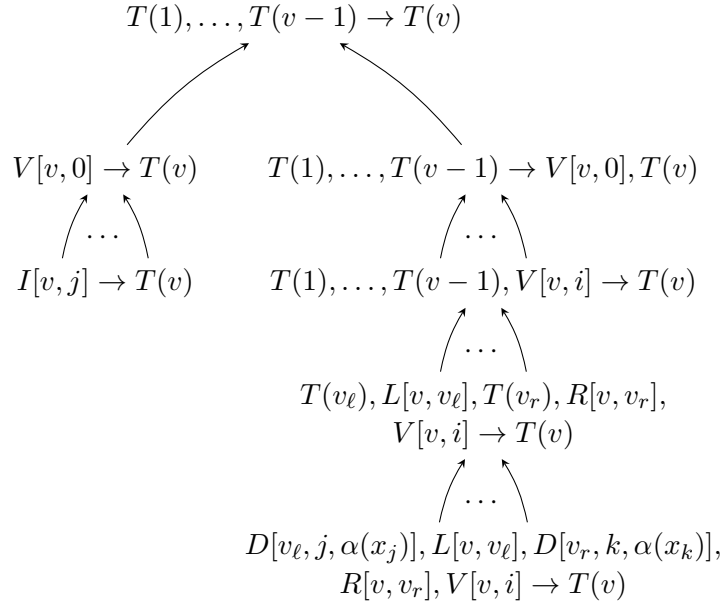 T(1), . . . , T(v − 1) → T(v)
V[v, 0] → T(v)
T(1), . . . , T(v − 1) → V[v, 0], T(v)
· · ·
· · ·
I[v, j] → T(v)
T(1), . . . , T(v − 1), V[v, i] → T(v)
· · ·
T(vℓ), L[v, vℓ], T(vr), R[v, vr],
V[v, i] → T(v)
· · ·
D[vℓ, j, α(xj)], L[v, vℓ], D[vr, k, α(xk)],
R[v, vr], V[v, i] → T(v)